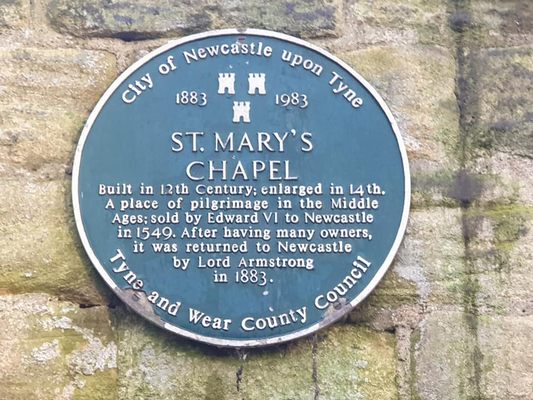 City of Newcastle upon Tyne
1883 1983
ST. MARY'S
CHAPEL
Built in 12th Century; enlarged in 14th.
A place of pilgrimage in the Middle
Ages; sold by Edward VI to Newcastle
in 1549. After having many owners,
it was returned to Newcastle
by Lord Armstrong
in 1883.
Tyne and Wear County Council